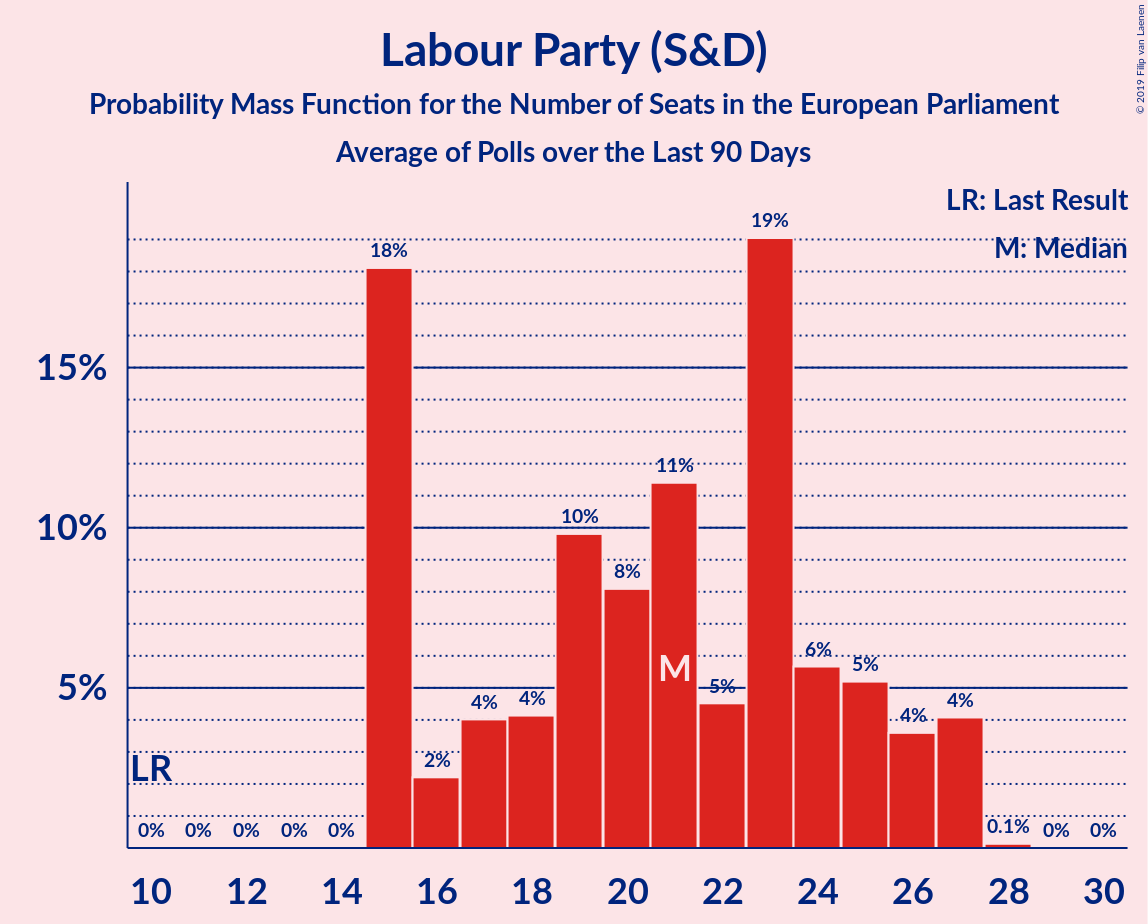 Labour Party (S&D)
Probability Mass Function for the Number of Seats in the European Parliament
Average of Polls over the Last 90 Days
© 2019 Filip van Laenen
LR: Last Result
M: Median
15%
10%
5%
0% 0% 0% 0% 0% 18% 2% 4% 4% 10% 8% 11% 5% 19% 6% 5% 4% 4% 0.1% 0% 0%
LR
M
10 12 14 16 18 20 22 24 26 28 30